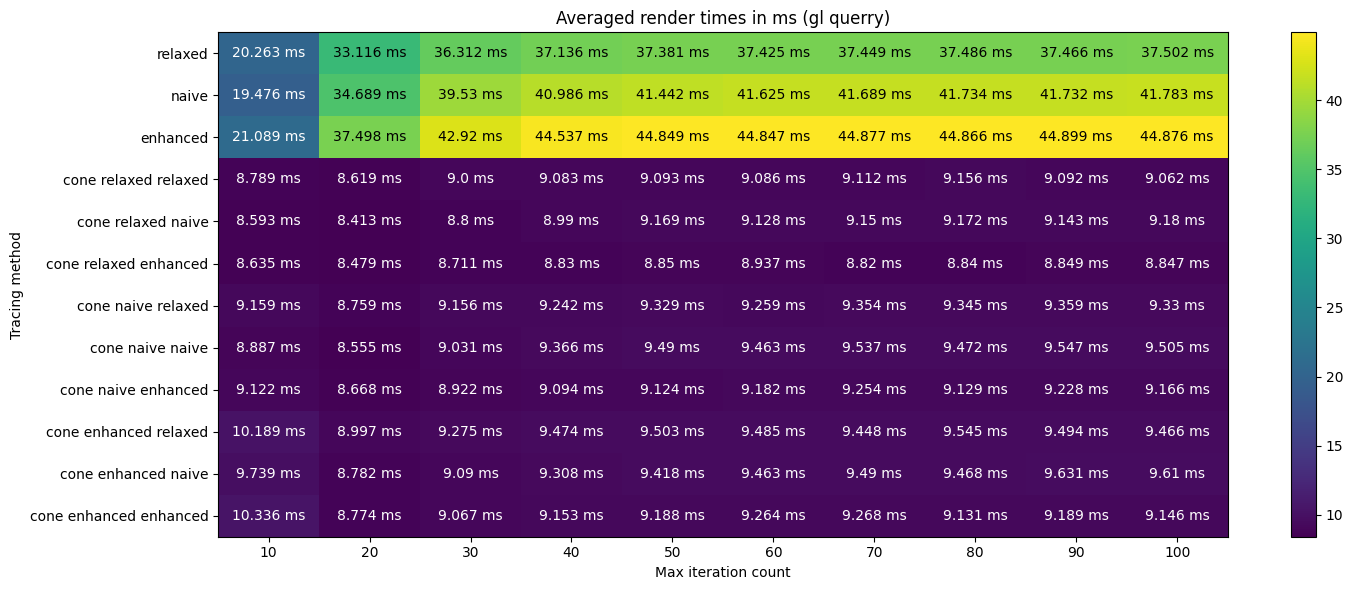 Averaged render times in ms (gl querry)
relaxed 20.263 ms 33.116 ms 36.312 ms 37.136 ms 37.381 ms 37.425 ms 37.449 ms 37.486 ms 37.466 ms 37.502 ms
naive 19.476 ms 34.689 ms 39.53 ms 40.986 ms 41.442 ms 41.625 ms 41.689 ms 41.734 ms 41.732 ms 41.783 ms
enhanced 21.089 ms 37.498 ms 42.92 ms 44.537 ms 44.849 ms 44.847 ms 44.877 ms 44.866 ms 44.899 ms 44.876 ms
cone relaxed relaxed 8.789 ms 8.619 ms 9.0 ms 9.083 ms 9.093 ms 9.086 ms 9.112 ms 9.156 ms 9.092 ms 9.062 ms
cone relaxed naive 8.593 ms 8.413 ms 8.8 ms 8.99 ms 9.169 ms 9.128 ms 9.15 ms 9.172 ms 9.143 ms 9.18 ms
cone relaxed enhanced 8.635 ms 8.479 ms 8.711 ms 8.83 ms 8.85 ms 8.937 ms 8.82 ms 8.84 ms 8.849 ms 8.847 ms
cone naive relaxed 9.159 ms 8.759 ms 9.156 ms 9.242 ms 9.329 ms 9.259 ms 9.354 ms 9.345 ms 9.359 ms 9.33 ms
cone naive naive 8.887 ms 8.555 ms 9.031 ms 9.366 ms 9.49 ms 9.463 ms 9.537 ms 9.472 ms 9.547 ms 9.505 ms
cone naive enhanced 9.122 ms 8.668 ms 8.922 ms 9.094 ms 9.124 ms 9.182 ms 9.254 ms 9.129 ms 9.228 ms 9.166 ms
cone enhanced relaxed 10.189 ms 8.997 ms 9.275 ms 9.474 ms 9.503 ms 9.485 ms 9.448 ms 9.545 ms 9.494 ms 9.466 ms
cone enhanced naive 9.739 ms 8.782 ms 9.09 ms 9.308 ms 9.418 ms 9.463 ms 9.49 ms 9.468 ms 9.631 ms 9.61 ms
cone enhanced enhanced 10.336 ms 8.774 ms 9.067 ms 9.153 ms 9.188 ms 9.264 ms 9.268 ms 9.131 ms 9.189 ms 9.146 ms
10 20 30 40 50 60 70 80 90 100
Max iteration count
Tracing method
40
35
30
25
20
15
10